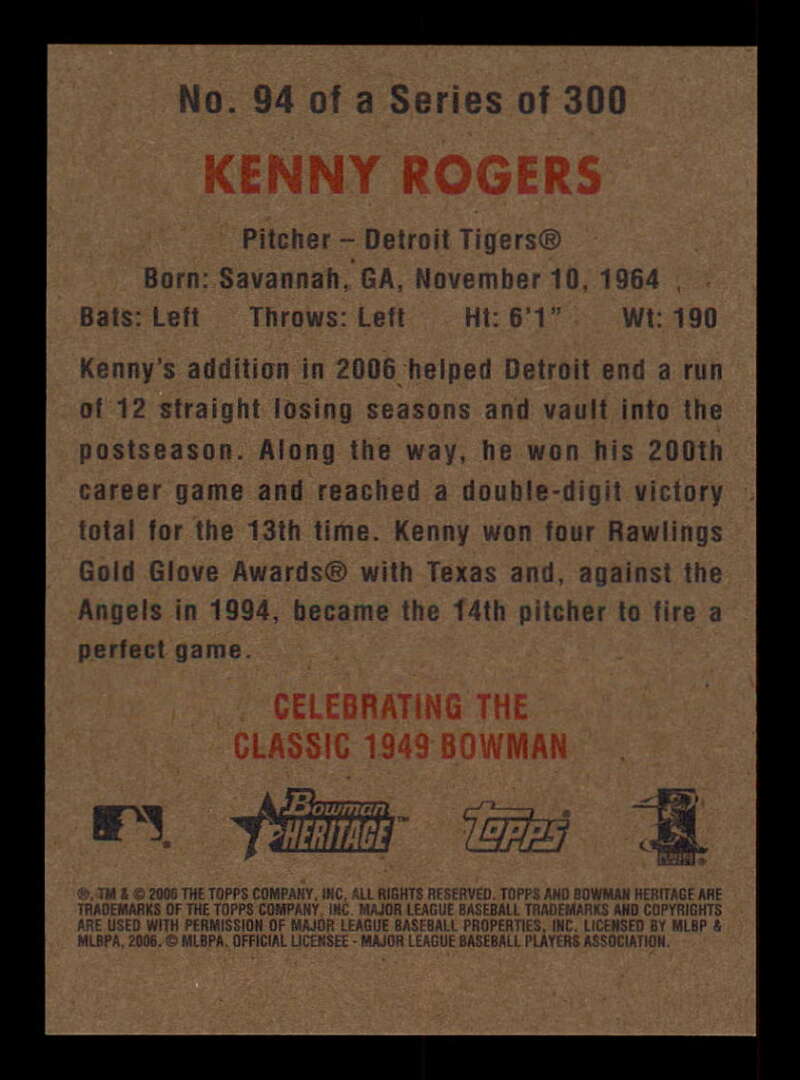 No. 94 of a Series of 300
KENNY ROGERS
Pitcher – Detroit Tigers®
Born: Savannah, GA, November 10, 1964
Bats: Left Throws: Left Ht: 6'1" Wt: 190
Kenny's addition in 2006 helped Detroit end a run
of 12 straight losing seasons and vault into the
postseason. Along the way, he won his 200th
career game and reached a double-digit victory
total for the 13th time. Kenny won four Rawlings
Gold Glove Awards® with Texas and, against the
Angels in 1994, became the 14th pitcher to fire a
perfect game.
CELEBRATING THE
CLASSIC 1949 BOWMAN
Bowman
HERITAGE™
TOPPS®
®, TM & © 2006 THE TOPPS COMPANY, INC. ALL RIGHTS RESERVED. TOPPS AND BOWMAN HERITAGE ARE
TRADEMARKS OF THE TOPPS COMPANY, INC. MAJOR LEAGUE BASEBALL TRADEMARKS AND COPYRIGHTS
ARE USED WITH PERMISSION OF MAJOR LEAGUE BASEBALL PROPERTIES, INC. LICENSED BY MLBP &
MLBPA, 2006. © MLBPA. OFFICIAL LICENSEE - MAJOR LEAGUE BASEBALL PLAYERS ASSOCIATION.